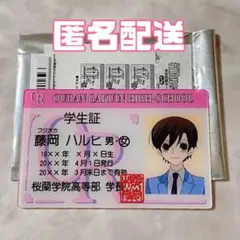 匿名配送
OURAN GAKUIN HIGH-SCHOOL
学生証
フジオカ
藤岡 ハルヒ 男・女
19××年 ×月×日生
20××年 4月1日発行
20××年 3月末日まで有効
桜蘭学院高等部 学長